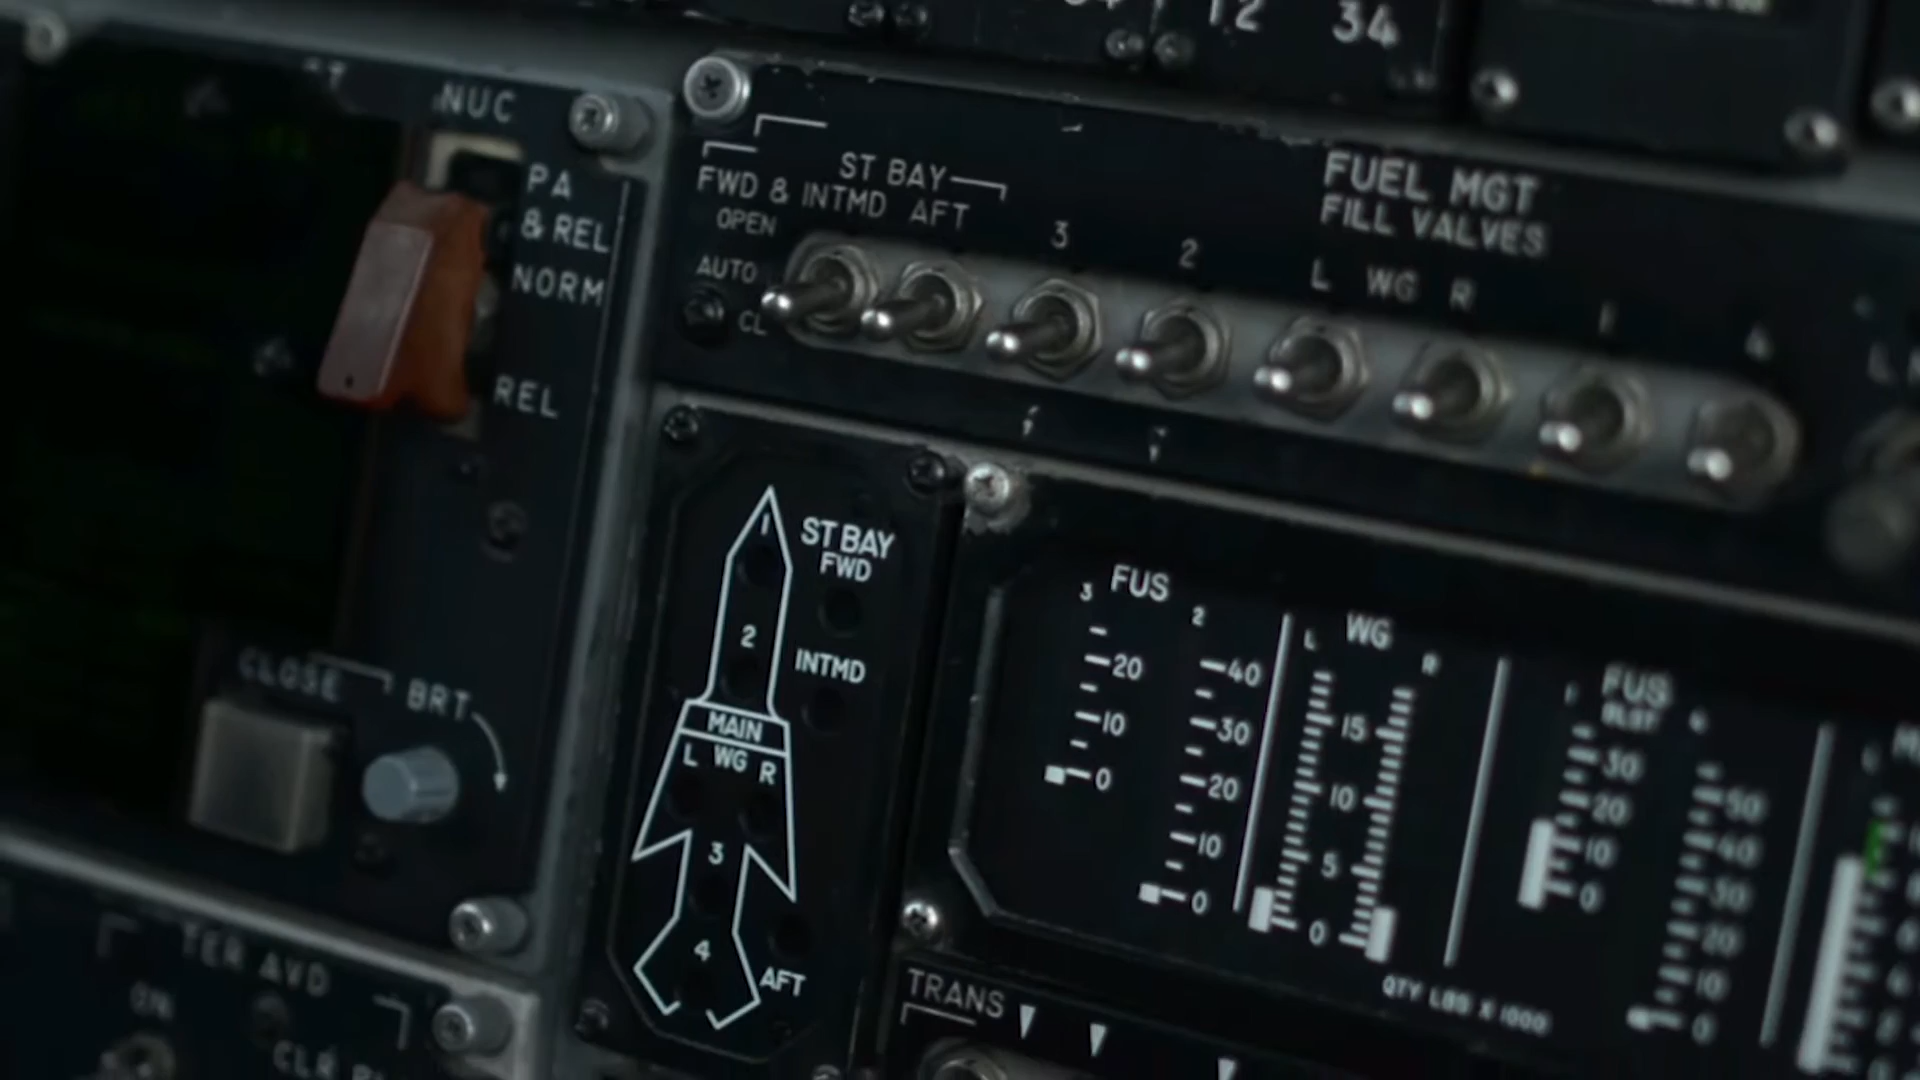 12 34
NUC
PA
& REL
NORM
REL
CLOSE
BRT
TER AVD
ON
ST BAY
FWD & INTMD AFT
OPEN
AUTO
CL
3
2
FUEL MGT
FILL VALVES
L WG R
1
4
1
ST BAY
FWD
2
INTMD
MAIN
L WG R
3
4
AFT
3 FUS 2
20
10
0
40
30
20
10
0
L WG R
15
10
5
0
FUS
30
20
10
0
50
40
30
20
10
0
QTY LBS X 1000
TRANS